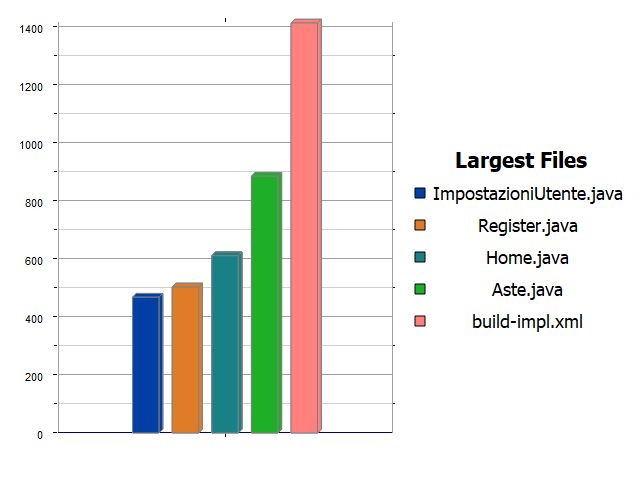 1400
1200
1000
800
600
400
200
0
Largest Files
ImpostazioniUtente.java
Register.java
Home.java
Aste.java
build-impl.xml